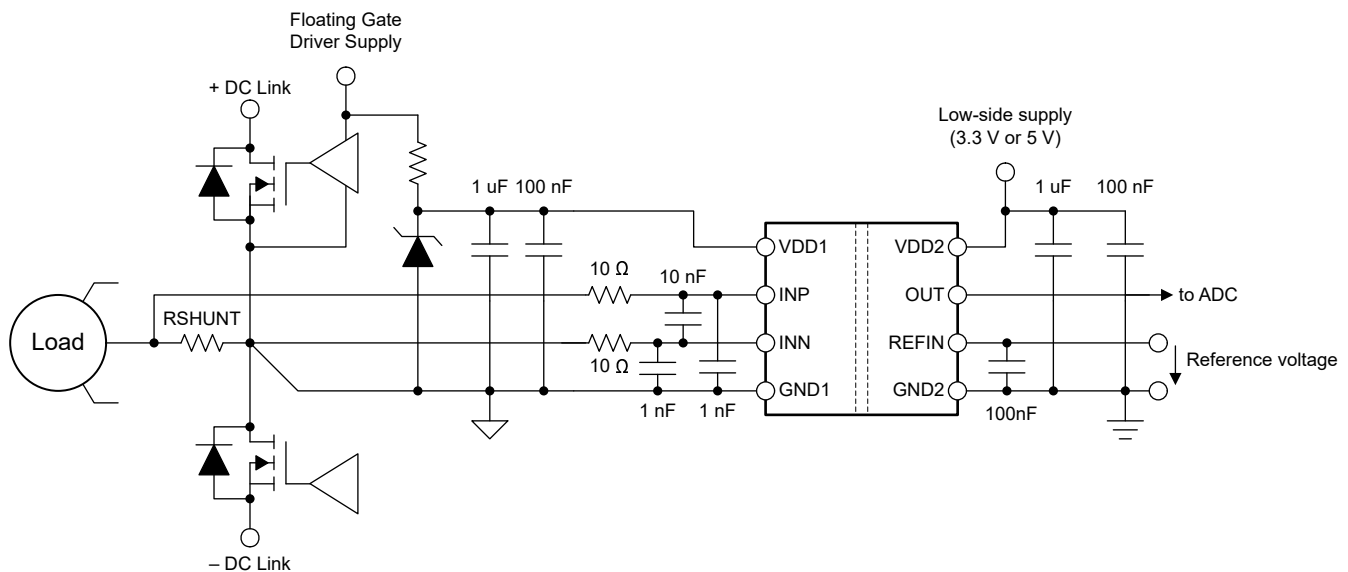 Floating Gate
Driver Supply
+ DC Link
Low-side supply
(3.3 V or 5 V)
1 uF
100 nF
1 uF
100 nF
VDD1
VDD2
10 Ω
10 nF
INP
OUT
to ADC
RSHUNT
Load
INN
REFIN
10 Ω
Reference voltage
GND1
GND2
1 nF
1 nF
100nF
– DC Link